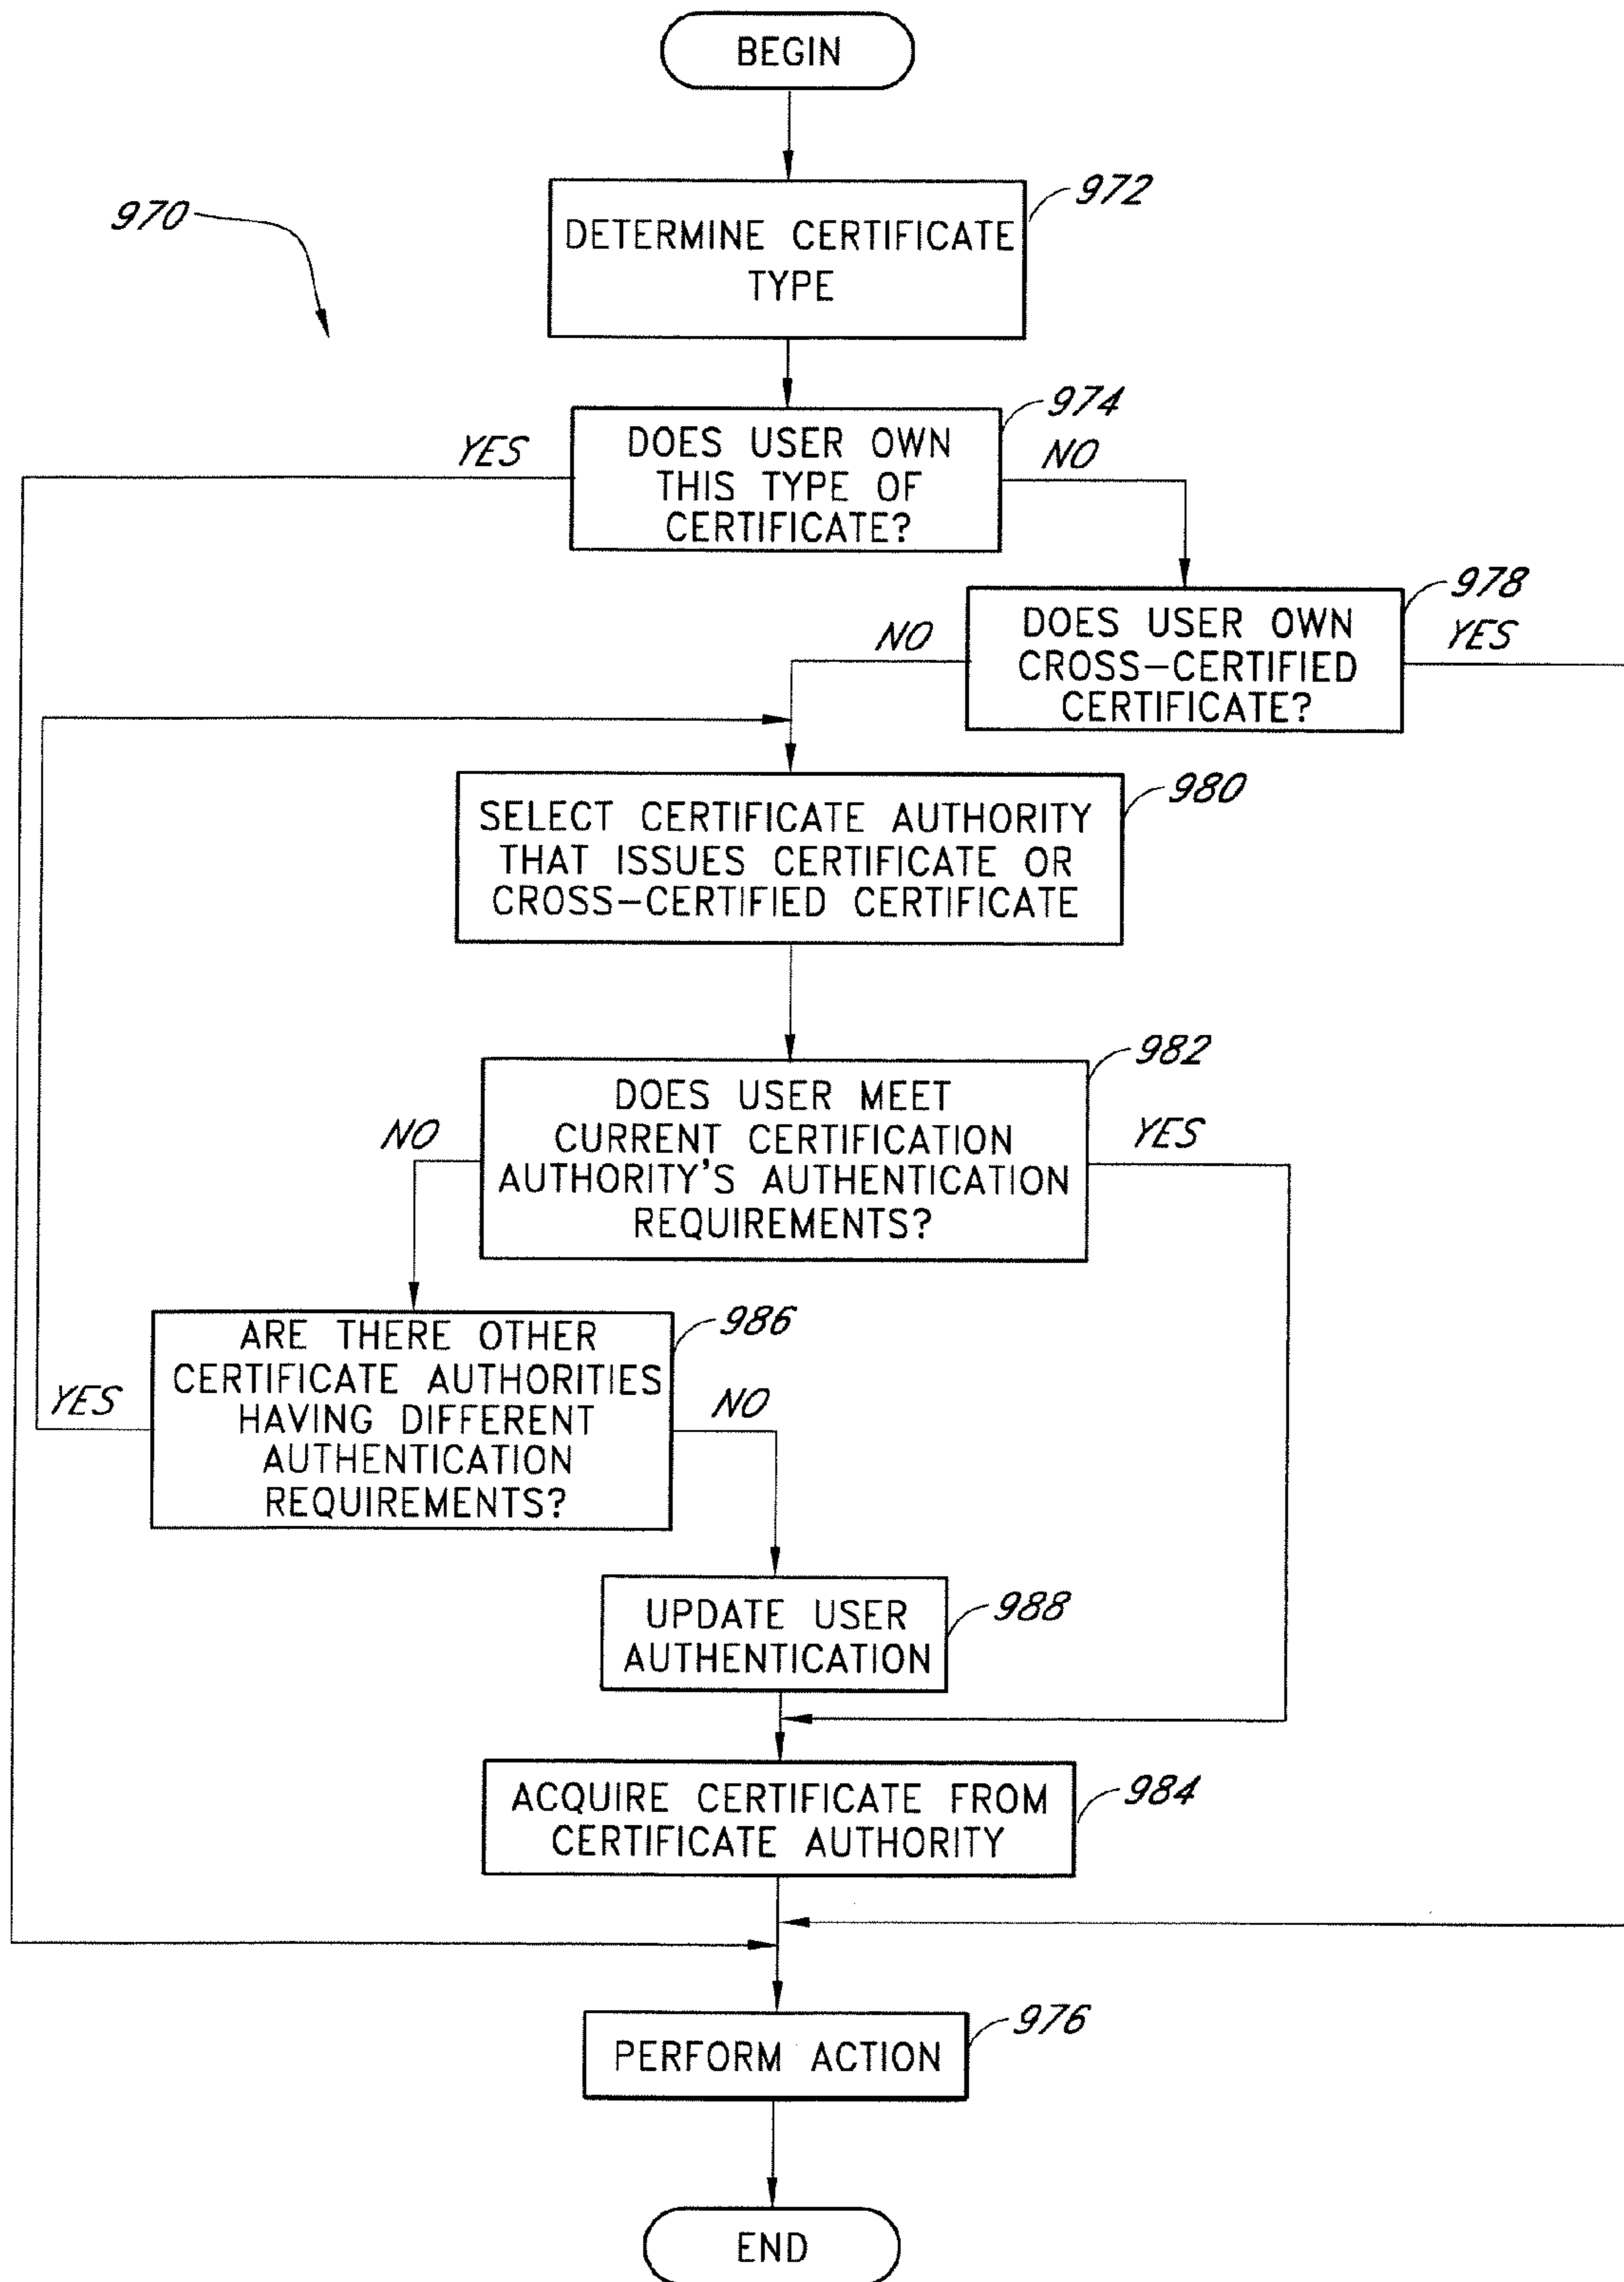 BEGIN
972
970
DETERMINE CERTIFICATE
TYPE
974
YES
DOES USER OWN
THIS TYPE OF
CERTIFICATE?
NO
978
NO
DOES USER OWN
CROSS-CERTIFIED
CERTIFICATE?
YES
980
SELECT CERTIFICATE AUTHORITY
THAT ISSUES CERTIFICATE OR
CROSS-CERTIFIED CERTIFICATE
982
NO
DOES USER MEET
CURRENT CERTIFICATION
AUTHORITY'S AUTHENTICATION
REQUIREMENTS?
YES
986
YES
ARE THERE OTHER
CERTIFICATE AUTHORITIES
HAVING DIFFERENT
AUTHENTICATION
REQUIREMENTS?
NO
988
UPDATE USER
AUTHENTICATION
984
ACQUIRE CERTIFICATE FROM
CERTIFICATE AUTHORITY
976
PERFORM ACTION
END